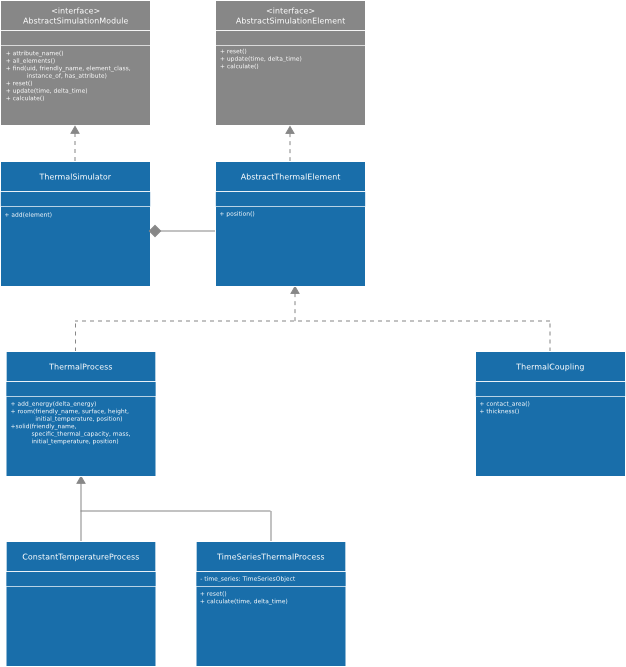 <interface>
AbstractSimulationModule
+ attribute_name()
+ all_elements()
+ find(uid, friendly_name, element_class,
instance_of, has_attribute)
+ reset()
+ update(time, delta_time)
+ calculate()
<interface>
AbstractSimulationElement
+ reset()
+ update(time, delta_time)
+ calculate()
ThermalSimulator
+ add(element)
AbstractThermalElement
+ position()
ThermalProcess
+ add_energy(delta_energy)
+ room(friendly_name, surface, height,
initial_temperature, position)
+solid(friendly_name,
specific_thermal_capacity, mass,
initial_temperature, position)
ThermalCoupling
+ contact_area()
+ thickness()
ConstantTemperatureProcess
TimeSeriesThermalProcess
- time_series: TimeSeriesObject
+ reset()
+ calculate(time, delta_time)